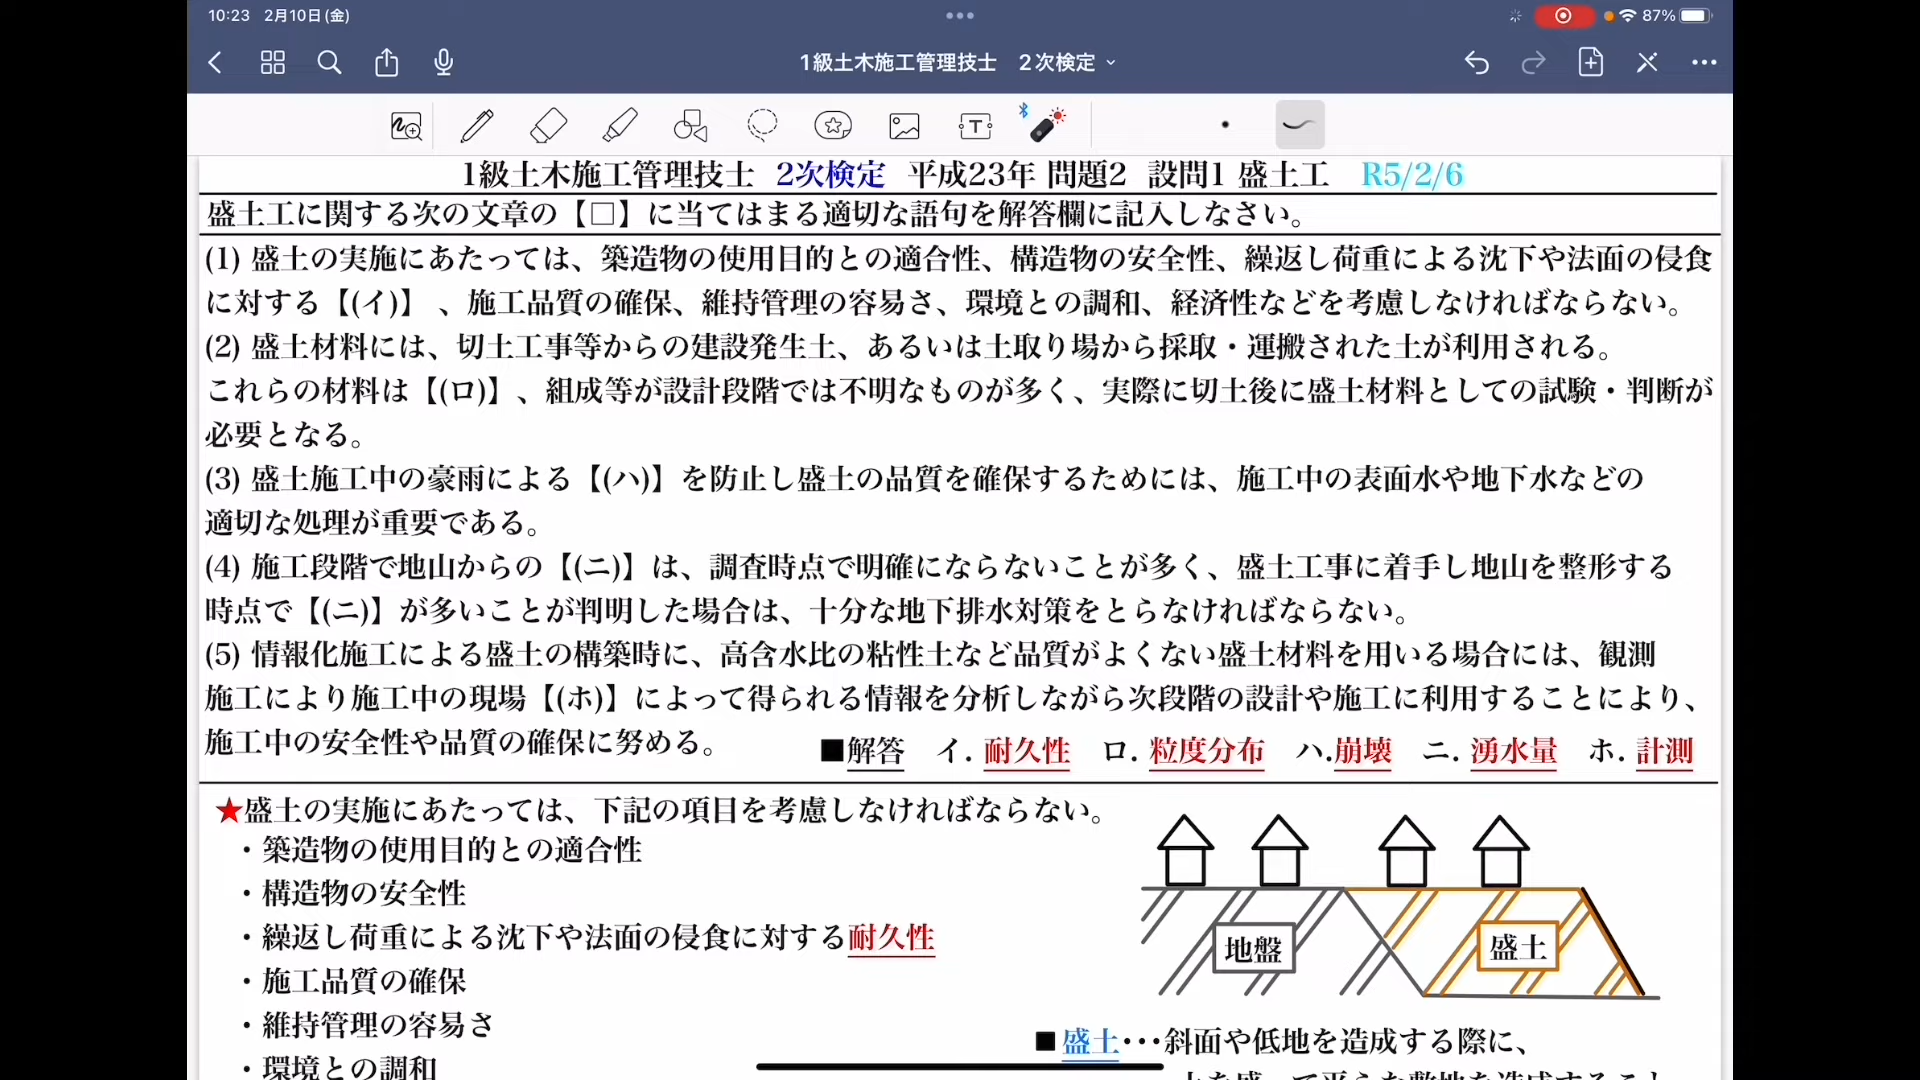 10:23 2月10日(金)
87%
1級土木施工管理技士 2次検定
1級土木施工管理技士 2次検定 平成23年 問題2 設問1 盛土工 R5/2/6
盛土工に関する次の文章の【□】に当てはまる適切な語句を解答欄に記入しなさい。
(1) 盛土の実施にあたっては、築造物の使用目的との適合性、構造物の安全性、繰返し荷重による沈下や法面の侵食
に対する【(イ)】 、施工品質の確保、維持管理の容易さ、環境との調和、経済性などを考慮しなければならない。
(2) 盛土材料には、切土工事等からの建設発生土、あるいは土取り場から採取・運搬された土が利用される。
これらの材料は【(ロ)】、組成等が設計段階では不明なものが多く、実際に切土後に盛土材料としての試験・判断が
必要となる。
(3) 盛土施工中の豪雨による【(ハ)】を防止し盛土の品質を確保するためには、施工中の表面水や地下水などの
適切な処理が重要である。
(4) 施工段階で地山からの【(ニ)】は、調査時点で明確にならないことが多く、盛土工事に着手し地山を整形する
時点で【(ニ)】が多いことが判明した場合は、十分な地下排水対策をとらなければならない。
(5) 情報化施工による盛土の構築時に、高含水比の粘性土など品質がよくない盛土材料を用いる場合には、観測
施工により施工中の現場【(ホ)】によって得られる情報を分析しながら次段階の設計や施工に利用することにより、
施工中の安全性や品質の確保に努める。
■解答 イ. 耐久性 ロ. 粒度分布 ハ.崩壊 ニ. 湧水量 ホ. 計測
★盛土の実施にあたっては、下記の項目を考慮しなければならない。
・築造物の使用目的との適合性
・構造物の安全性
・繰返し荷重による沈下や法面の侵食に対する耐久性
・施工品質の確保
・維持管理の容易さ
・環境との調和
地盤
盛土
■ 盛土･･･斜面や低地を造成する際に、
土を盛って平らな敷地を造成すること